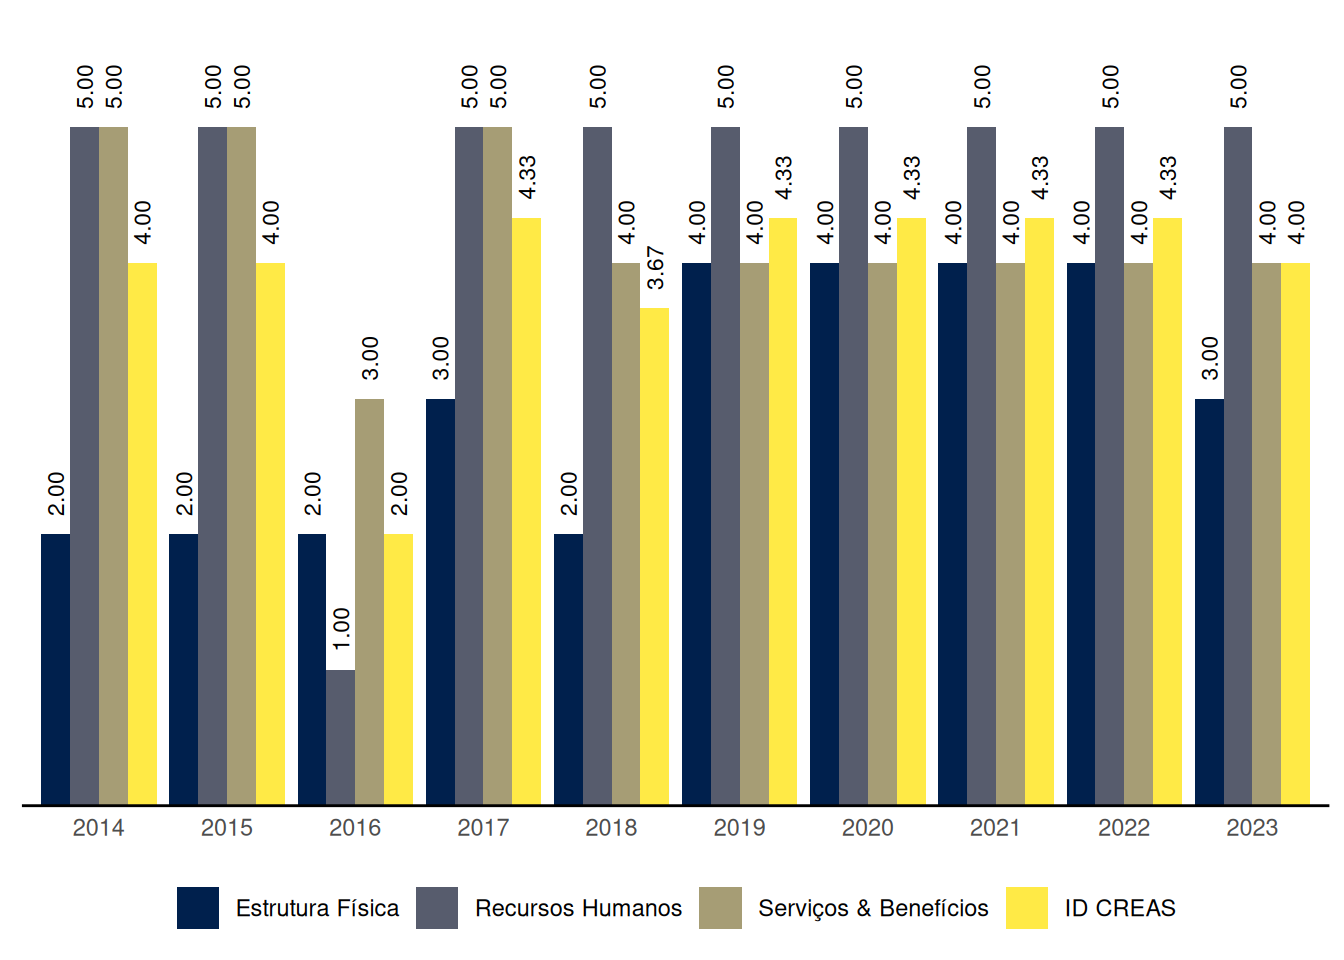 5.00 5.00 5.00 5.00 5.00 5.00 5.00 5.00 5.00 5.00 5.00 5.00
4.33 4.33 4.33 4.33 4.33
4.00 4.00 4.00 4.00 4.00 4.00 4.00 4.00 4.00 4.00 4.00 4.00 4.00
3.67
3.00 3.00 3.00
2.00 2.00 2.00 2.00 2.00
1.00
2014 2015 2016 2017 2018 2019 2020 2021 2022 2023
Estrutura Física Recursos Humanos Serviços & Benefícios ID CREAS